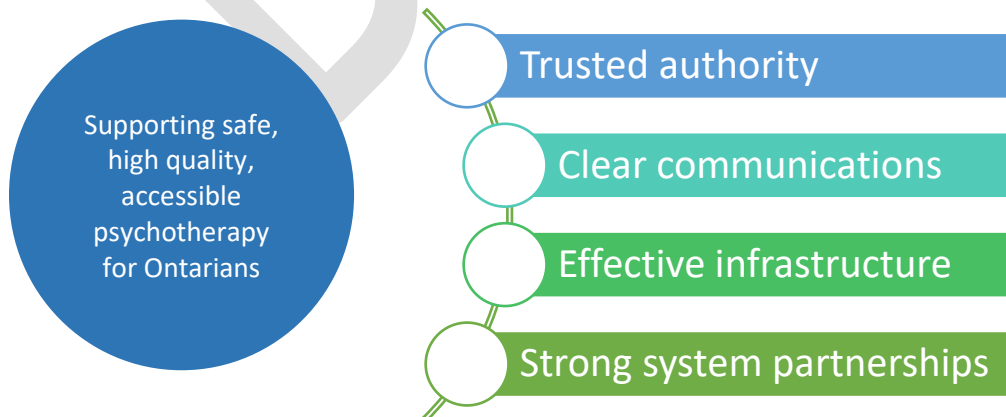 Supporting safe,
high quality,
accessible
psychotherapy
for Ontarians
Trusted authority
Clear communications
Effective infrastructure
Strong system partnerships